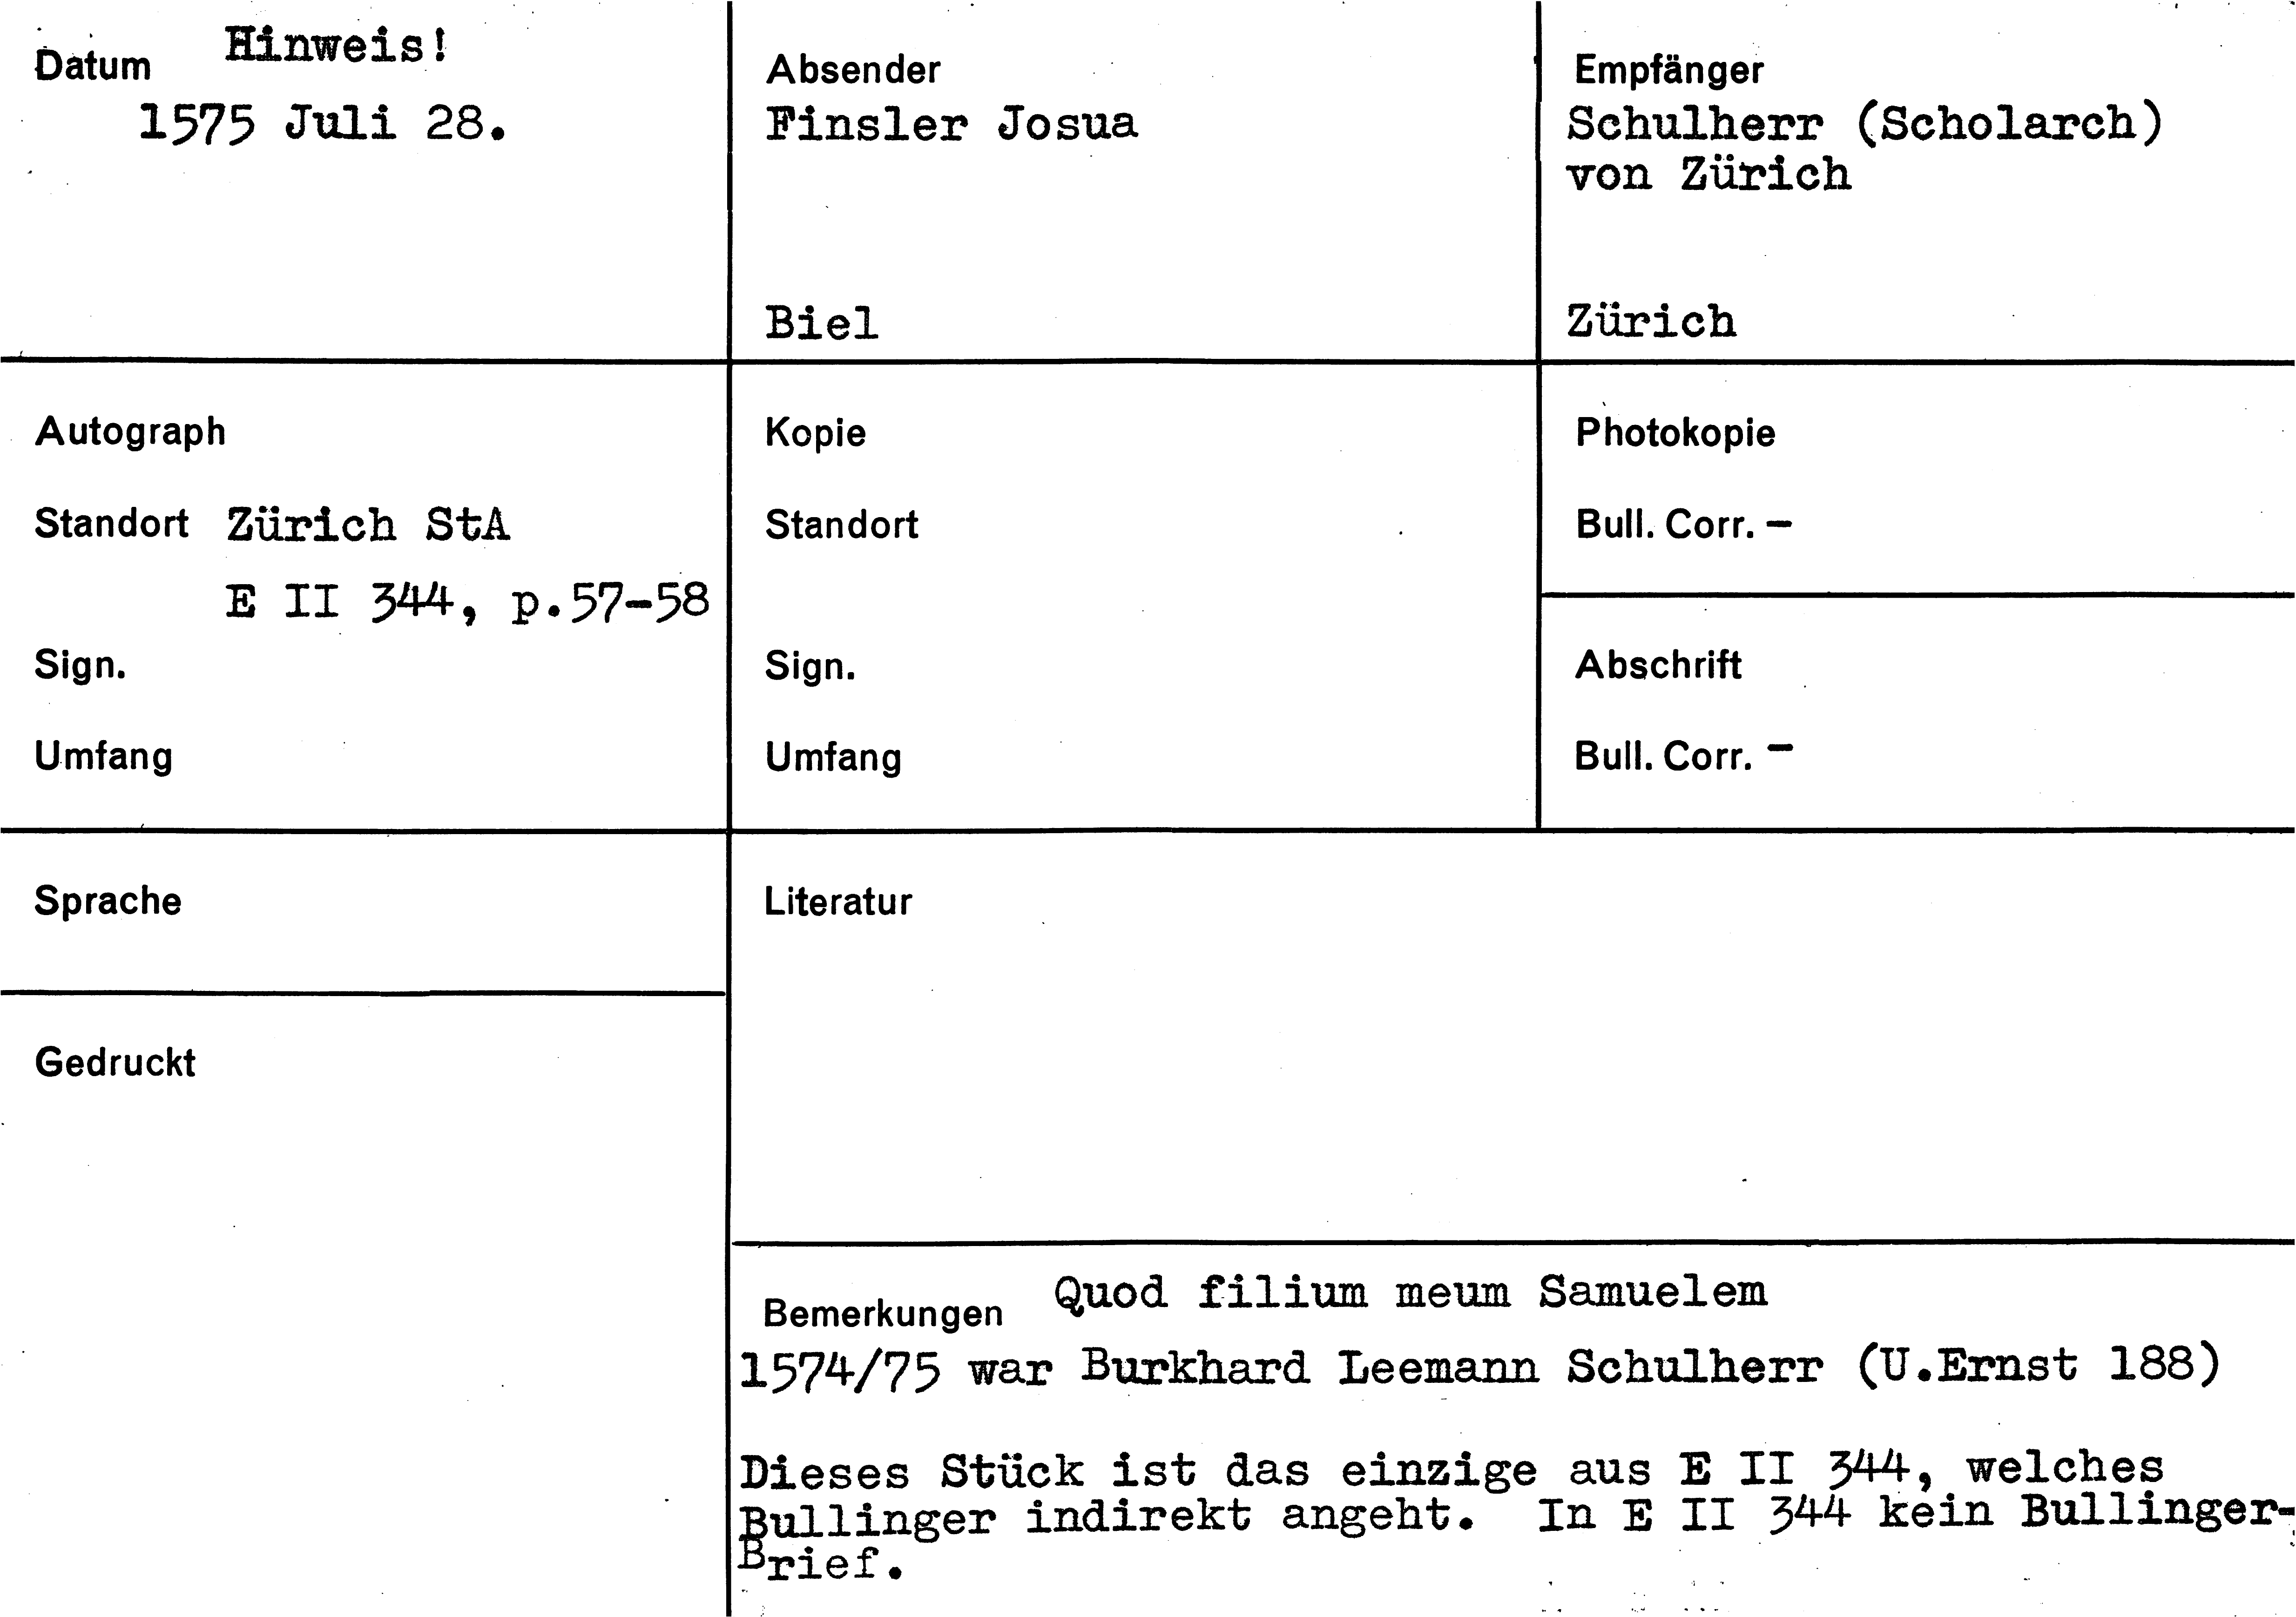 Datum Hinweis!
1575 Juli 28.
Absender
Finsler Josua
Biel
Empfänger
Schulherr (Scholarch)
von Zürich
Zürich
Autograph
Standort Zürich StA
E II 344, p.57-58
Sign.
Umfang
Kopie
Standort
Sign.
Umfang
Photokopie
Bull. Corr. –
Abschrift
Bull. Corr. –
Sprache
Gedruckt
Literatur
Bemerkungen Quod filium meum Samuelem
1574/75 war Burkhard Leemann Schulherr (U.Ernst 188)
Dieses Stück ist das einzige aus E II 344, welches
Bullinger indirekt angeht. In E II 344 kein Bullinger-
Brief.